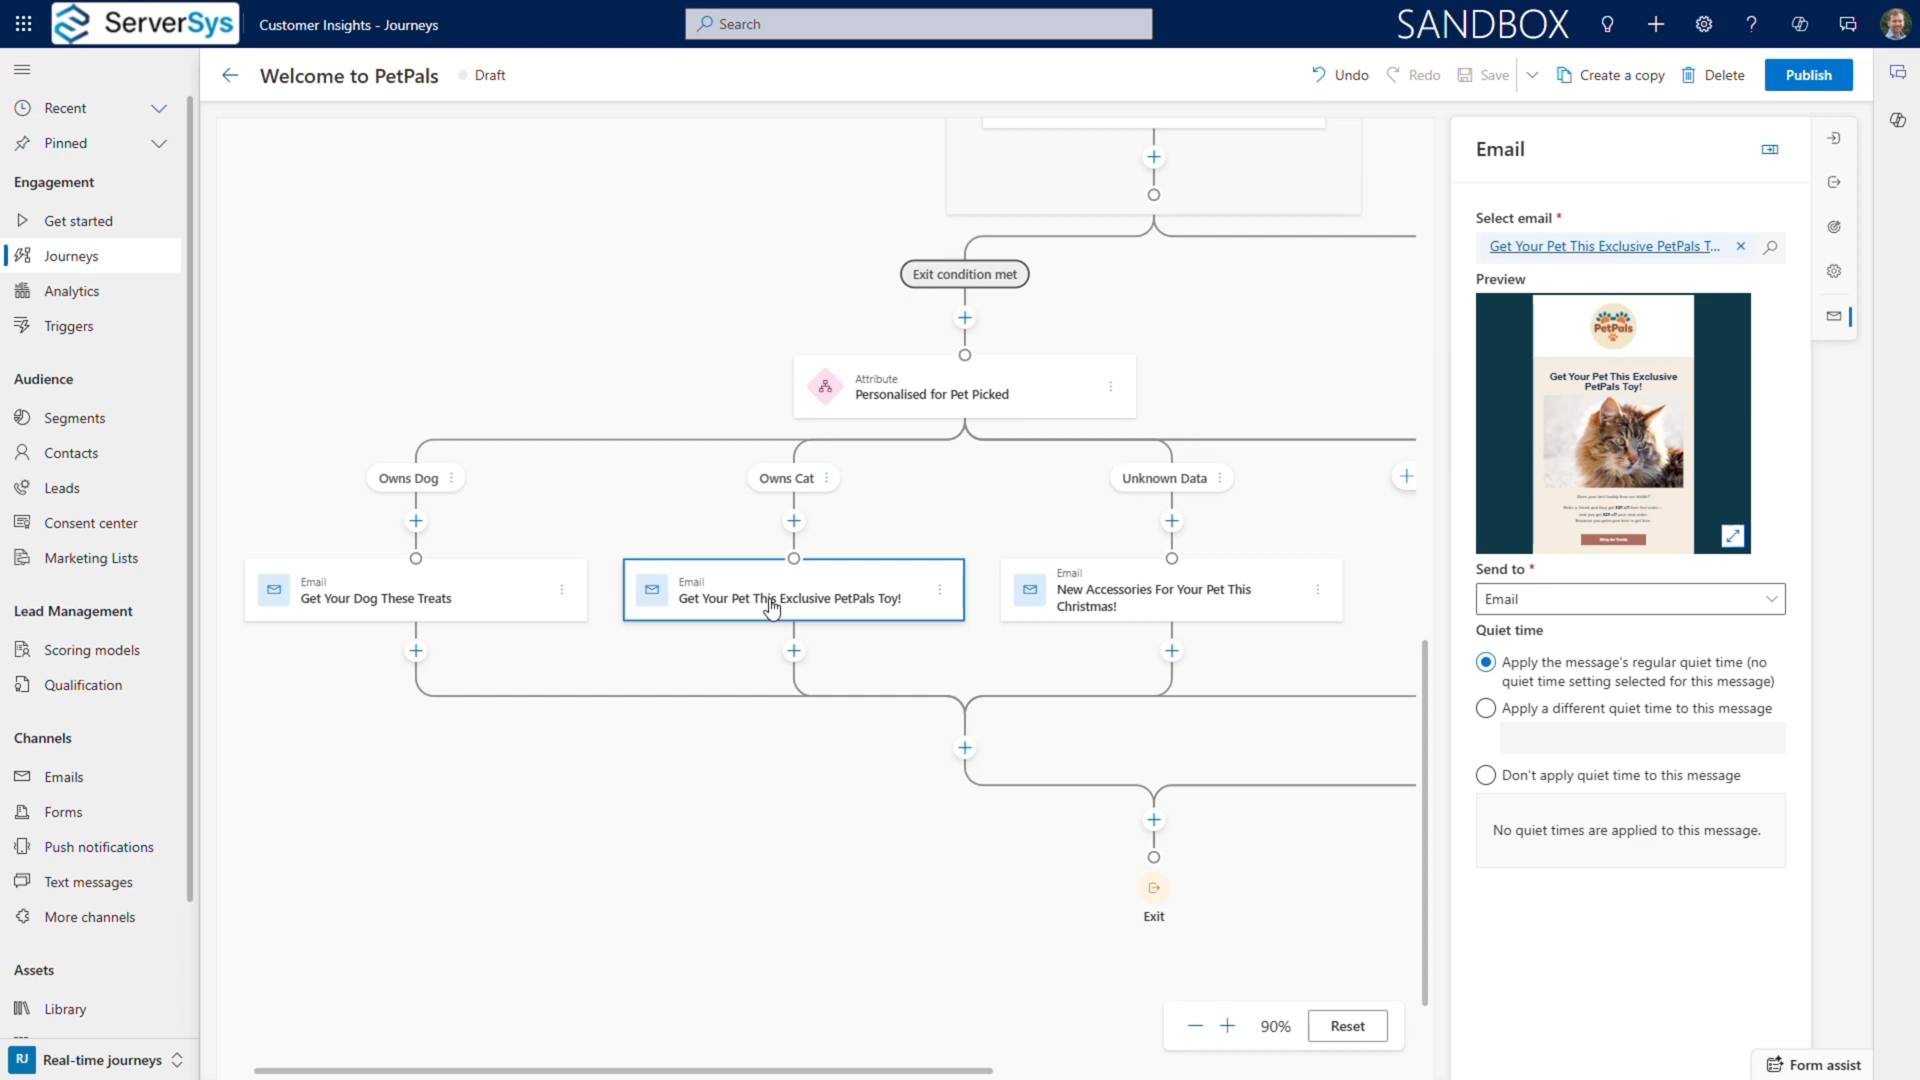 ServerSys
Customer Insights - Journeys
Search
SANDBOX
Welcome to PetPals
Draft
Undo
Redo
Save
Create a copy
Delete
Publish
Recent
Pinned
Engagement
Get started
Journeys
Analytics
Triggers
Audience
Segments
Contacts
Leads
Consent center
Marketing Lists
Lead Management
Scoring models
Qualification
Channels
Emails
Forms
Push notifications
Text messages
More channels
Assets
Library
RJ Real-time journeys
Exit condition met
Attribute
Personalised for Pet Picked
Owns Dog
Owns Cat
Unknown Data
Email
Get Your Dog These Treats
Email
Get Your Pet This Exclusive PetPals Toy!
Email
New Accessories For Your Pet This
Christmas!
Exit
90%
Reset
Email
Select email *
Get Your Pet This Exclusive PetPals T...
Preview
PetPals
Get Your Pet This Exclusive
PetPals Toy!
Send to *
Email
Quiet time
Apply the message's regular quiet time (no
quiet time setting selected for this message)
Apply a different quiet time to this message
Don't apply quiet time to this message
No quiet times are applied to this message.
Form assist